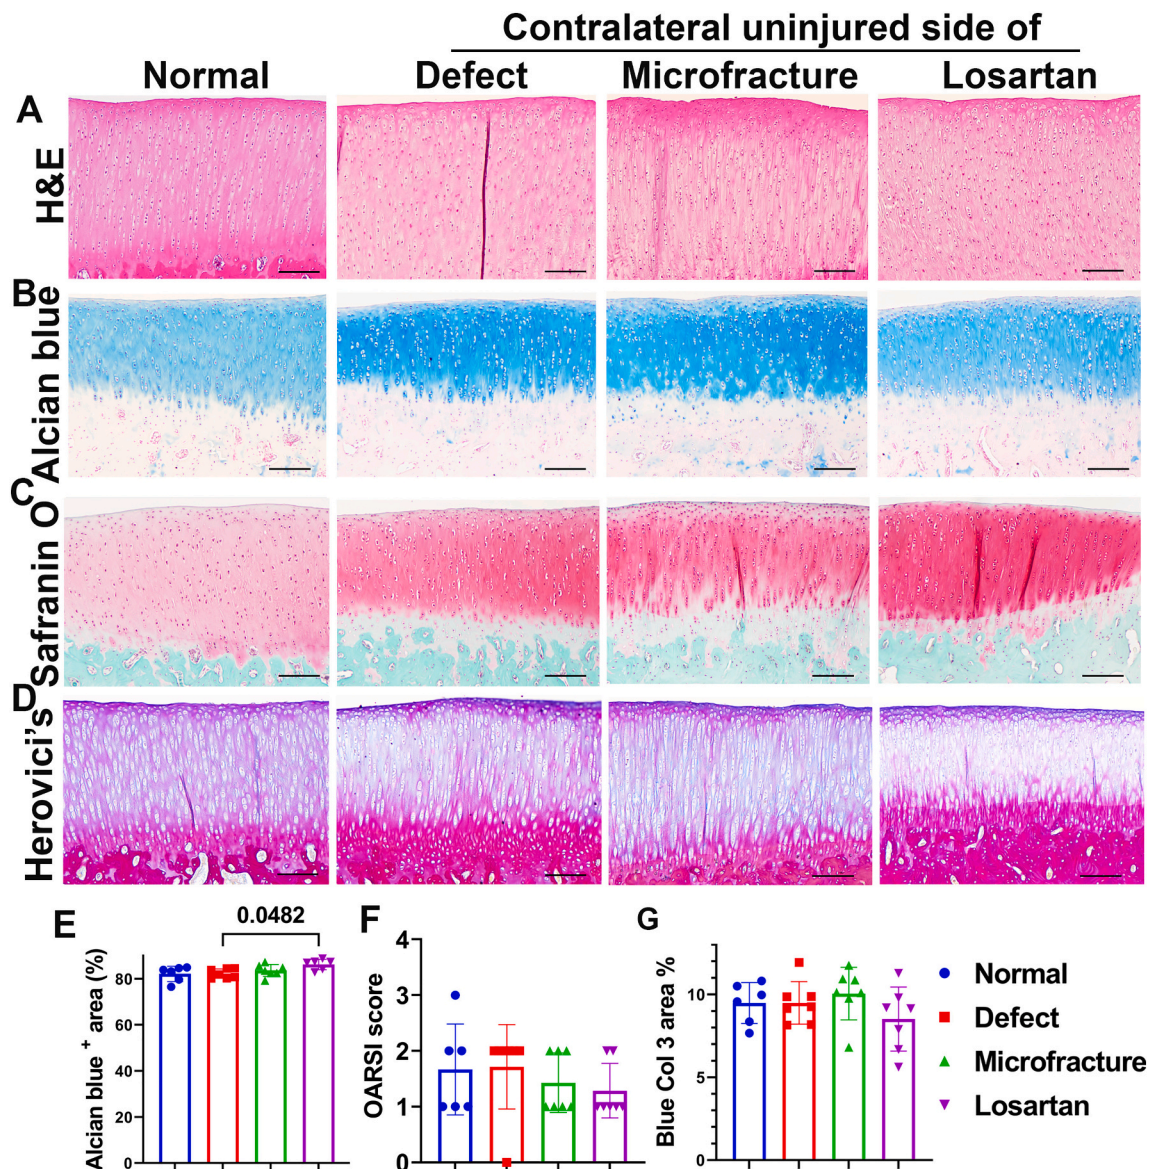 Contralateral uninjured side of
Normal Defect Microfracture Losartan
A
H&E
B
Alcian blue
C
Safranin O
D
Herovici's
E
0.0482
Alcian blue + area (%)
80
60
40
20
0
F
OARSI score
4
3
2
1
0
G
Blue Col 3 area %
10
5
0
Normal
Defect
Microfracture
Losartan